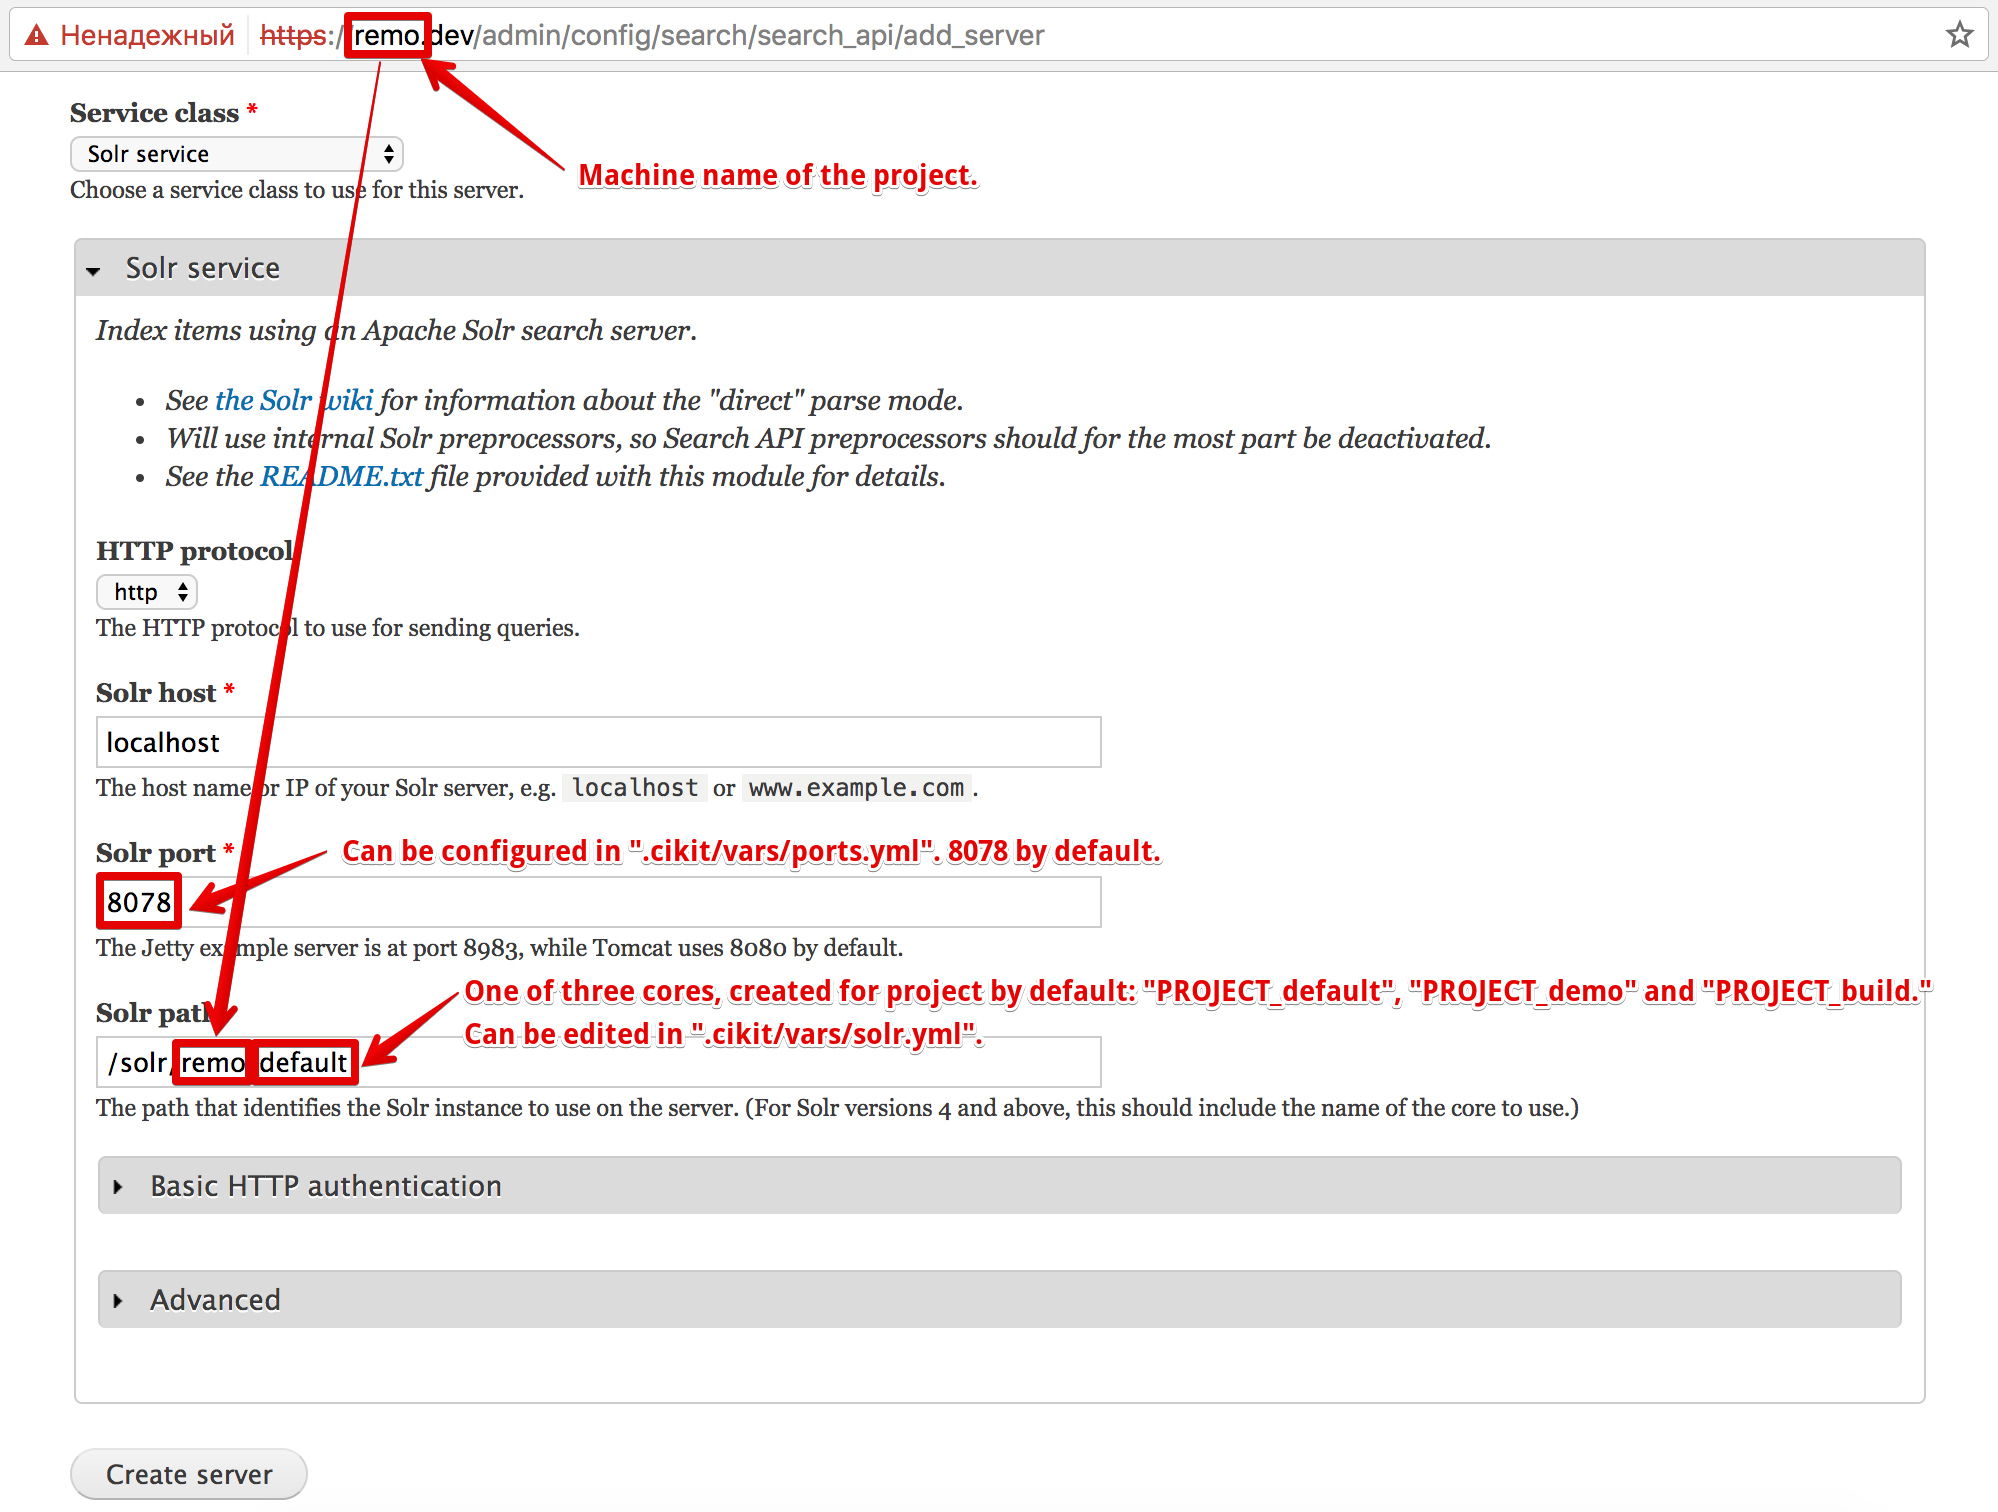 Ненадежный https://remo.dev/admin/config/search/search_api/add_server
Service class *
Solr service
Machine name of the project.
Choose a service class to use for this server.
Solr service
Index items using an Apache Solr search server.
• See the Solr wiki for information about the "direct" parse mode.
• Will use internal Solr preprocessors, so Search API preprocessors should for the most part be deactivated.
• See the README.txt file provided with this module for details.
HTTP protocol
http
The HTTP protocol to use for sending queries.
Solr host *
localhost
The host name or IP of your Solr server, e.g. localhost or www.example.com.
Solr port *
Can be configured in ".cikit/vars/ports.yml". 8078 by default.
8078
The Jetty example server is at port 8983, while Tomcat uses 8080 by default.
One of three cores, created for project by default: "PROJECT_default", "PROJECT_demo" and "PROJECT_build."
Solr path
Can be edited in ".cikit/vars/solr.yml".
/solr/remo default
The path that identifies the Solr instance to use on the server. (For Solr versions 4 and above, this should include the name of the core to use.)
Basic HTTP authentication
Advanced
Create server